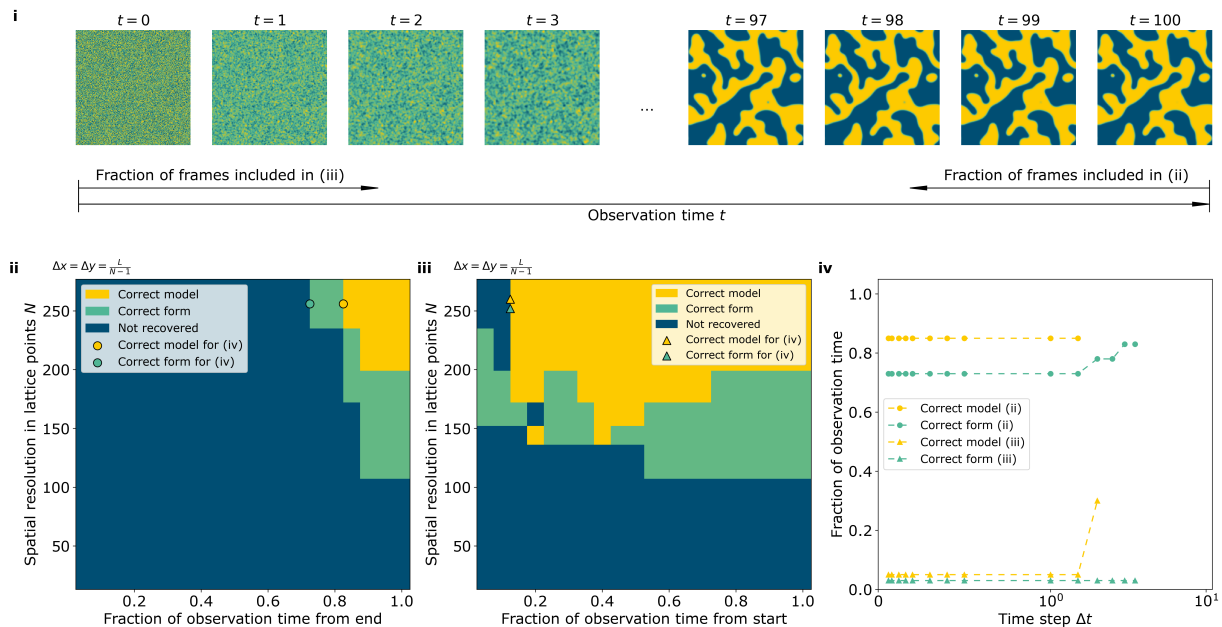 i
t = 0
t = 1
t = 2
t = 3
...
t = 97
t = 98
t = 99
t = 100
Fraction of frames included in (iii)
Fraction of frames included in (ii)
Observation time t
ii
Δx = Δy = L/(N−1)
Spatial resolution in lattice points N
250
200
150
100
50
Correct model
Correct form
Not recovered
Correct model for (iv)
Correct form for (iv)
0.2
0.4
0.6
0.8
1.0
Fraction of observation time from end
iii
Δx = Δy = L/(N−1)
Spatial resolution in lattice points N
250
200
150
100
50
Correct model
Correct form
Not recovered
Correct model for (iv)
Correct form for (iv)
0.2
0.4
0.6
0.8
1.0
Fraction of observation time from start
iv
Fraction of observation time
1.0
0.8
0.6
0.4
0.2
0.0
Correct model (ii)
Correct form (ii)
Correct model (iii)
Correct form (iii)
0
10⁰
10¹
Time step Δt